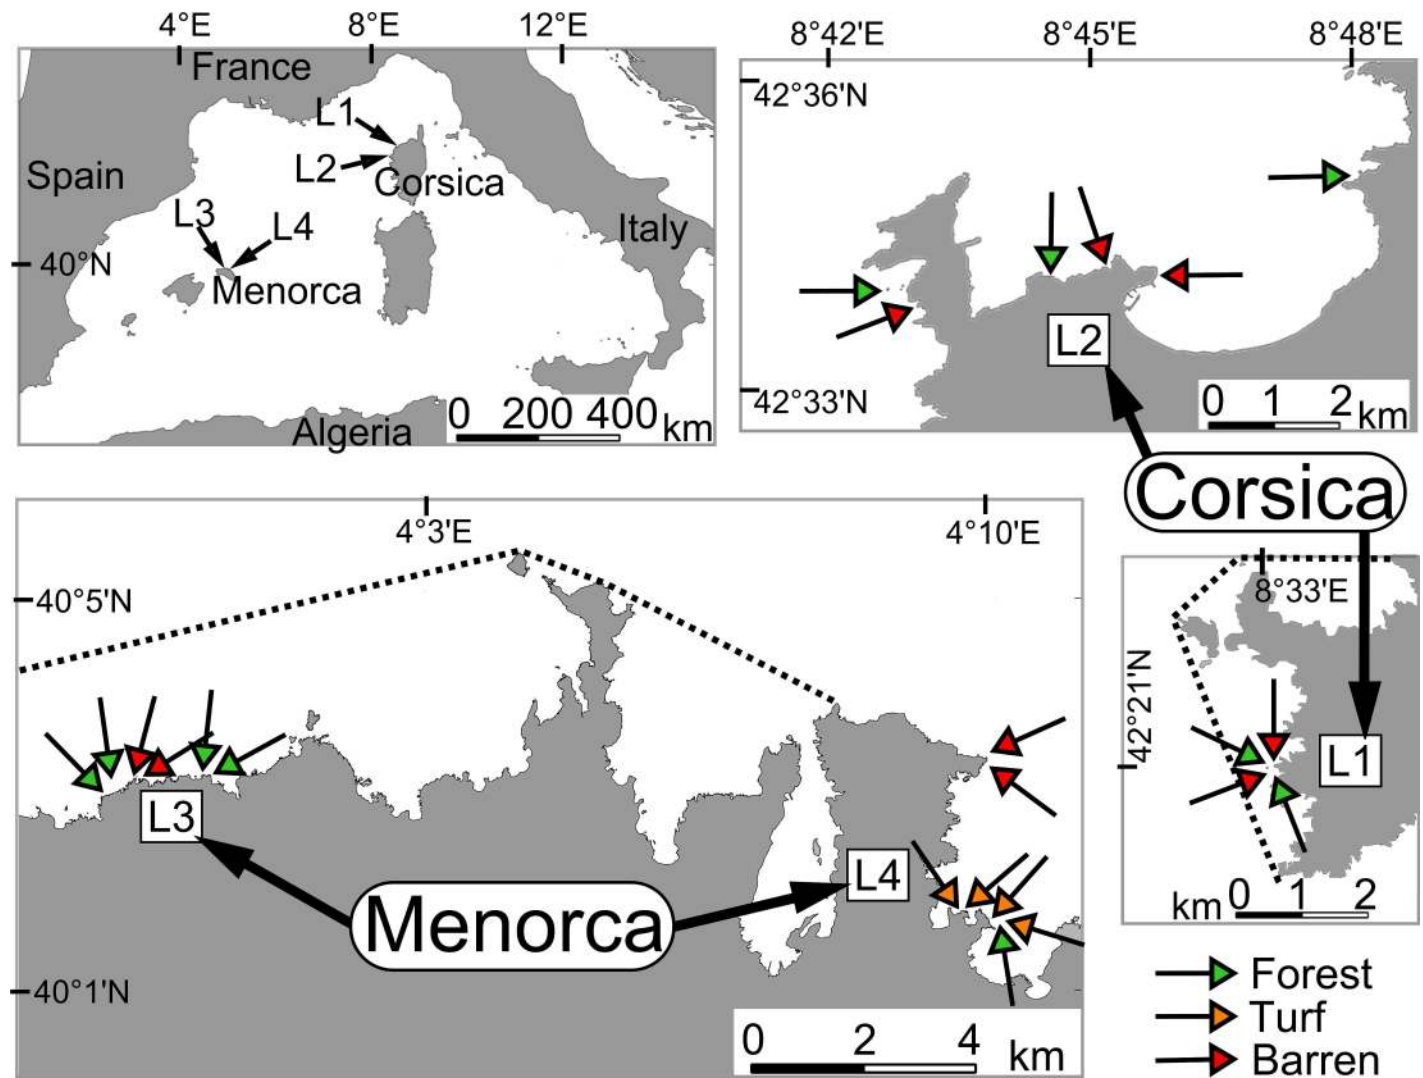 4°E 8°E 12°E
France
L1
L2
Spain
Corsica
L3
L4
Italy
40°N
Menorca
0 200 400 km
Algeria
8°42'E 8°45'E 8°48'E
42°36'N
L2
42°33'N
0 1 2 km
Corsica
4°3'E 4°10'E
40°5'N
L3
L4
Menorca
40°1'N
0 2 4 km
8°33'E
42°21'N
L1
km 0 1 2
Forest
Turf
Barren